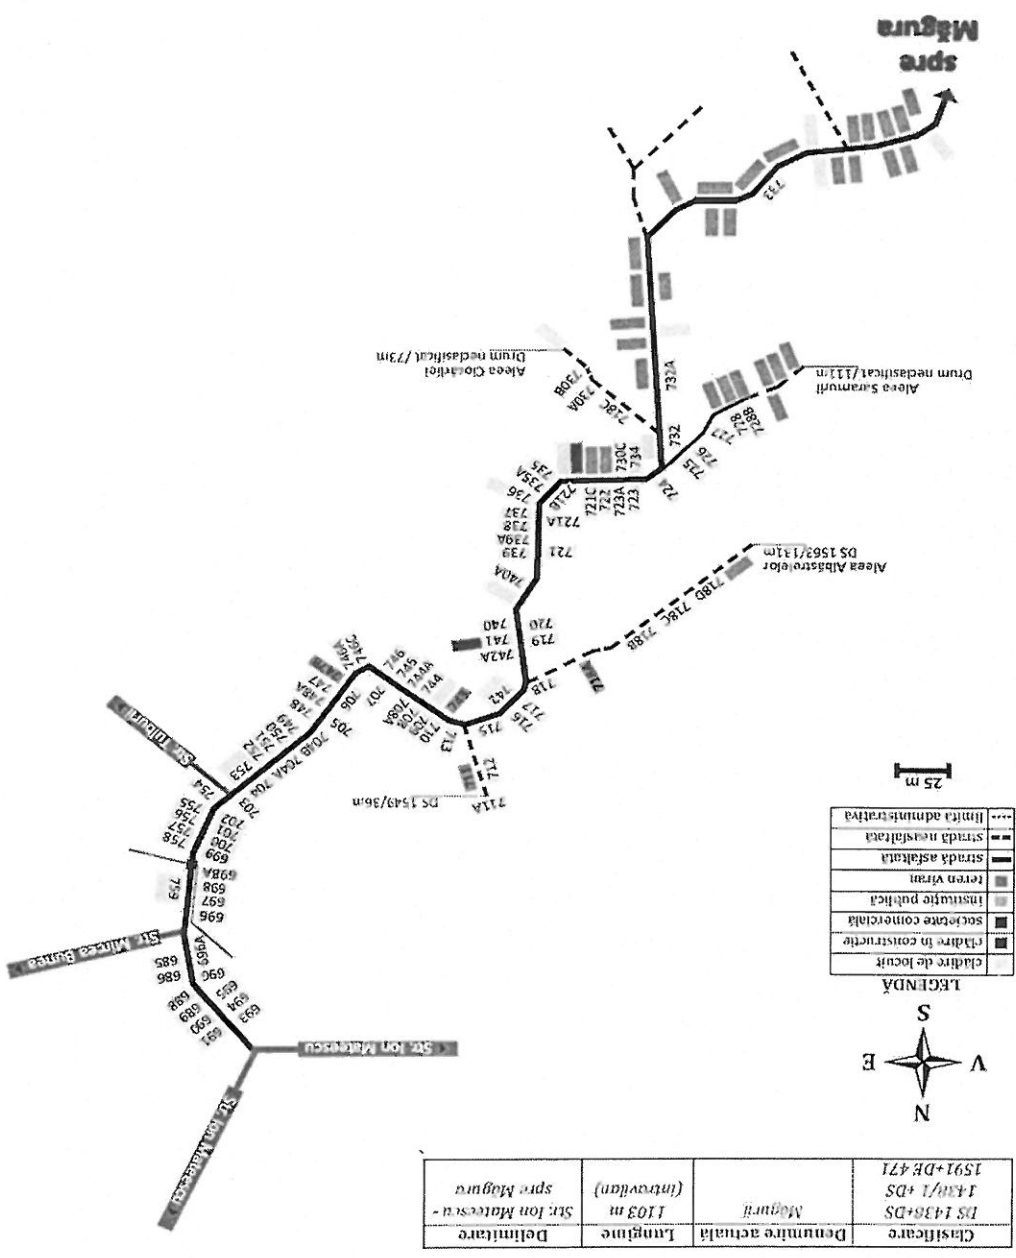 Clasificare
Denumire actuală
Lungime
Delimitare
DS 1438+DS
1438/1 +DS
1591+DE 471
Măgurii
1103 m
(intravilan)
Str. Ion Mateescu -
spre Măgura
N
V
E
S
LEGENDĂ
clădire de locuit
clădire în construcție
societate comercială
instituție publică
teren viran
stradă asfaltată
stradă neasfaltată
limită administrativă
25 m
Str. Ion Mateescu
Str. Ion Mateescu
691
690
689
688
686
685
693
694
695
696
696A
Str. Mircea Bunea
696
697
698
698A
699
700
701
702
703
759
758
757
756
755
754
753
752
751
750
749
748
748A
747
746A
746C
704
704A
704B
705
706
707
708A
710
713
746
745
744A
744
743
711A
712
711
DS 1549/36m
715
716
717
718
742
742A
741
740
719
720
740A
718B
718C
718D
Aleea Albăstrelelor
DS 1563/131m
721
721A
721B
739
739A
738
737
736
735A
735
721C
722
723A
723
730C
734
724
725
726
727
728
728B
Aleea Saramurii
Drum neclasificat/111m
732
718C
730A
730B
Aleea Ciocârliei
Drum neclasificat/73m
732A
733
spre
Măgura